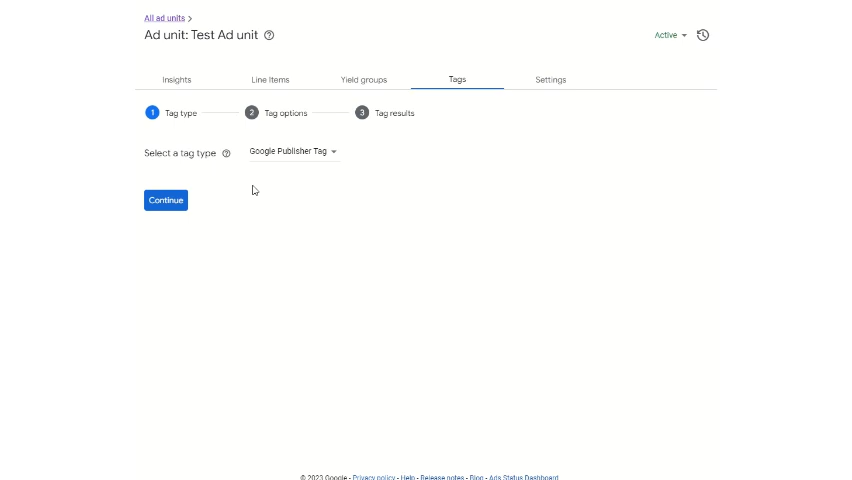 All ad units
Ad unit: Test Ad unit
Active
Insights Line Items Yield groups Tags Settings
1 Tag type 2 Tag options 3 Tag results
Select a tag type Google Publisher Tag
Continue
© 2023 Google - Privacy policy - Help - Release notes - Blog - Ads Status Dashboard